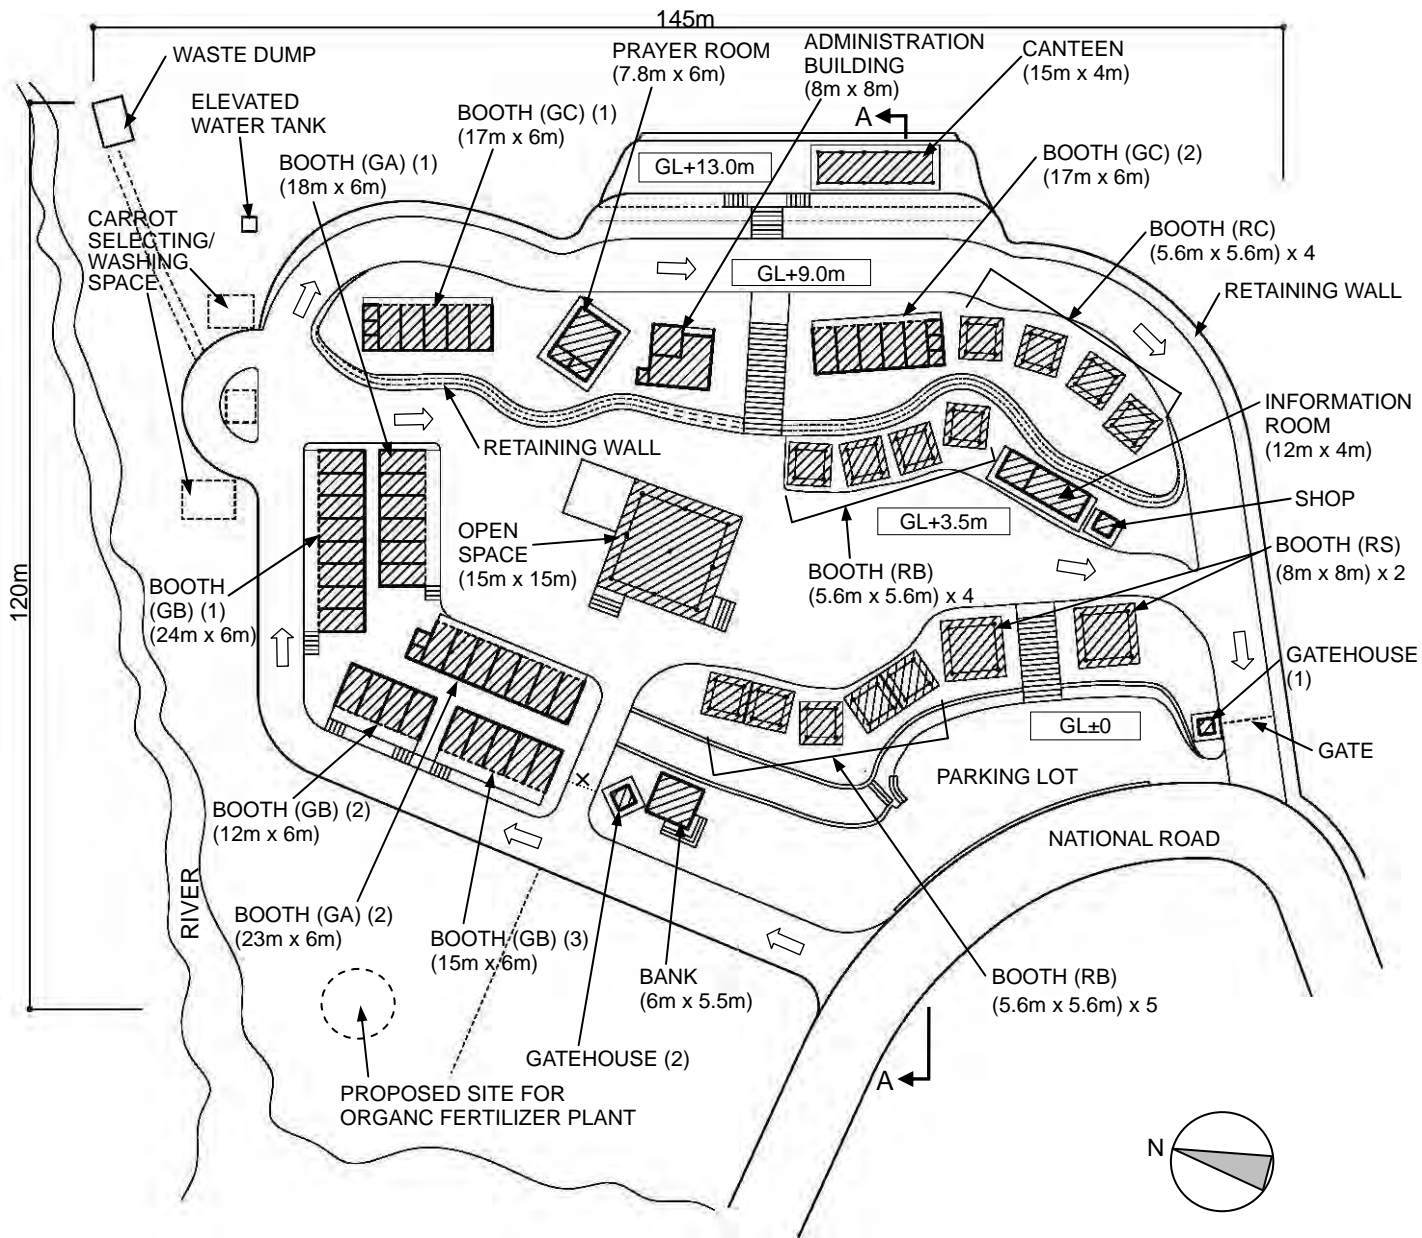 145m
WASTE DUMP
PRAYER ROOM
(7.8m x 6m)
ADMINISTRATION
BUILDING
(8m x 8m)
CANTEEN
(15m x 4m)
ELEVATED
WATER TANK
BOOTH (GC) (1)
(17m x 6m)
A
BOOTH (GA) (1)
(18m x 6m)
GL+13.0m
BOOTH (GC) (2)
(17m x 6m)
CARROT
SELECTING/
WASHING
SPACE
BOOTH (RC)
(5.6m x 5.6m) x 4
GL+9.0m
RETAINING WALL
INFORMATION
ROOM
(12m x 4m)
RETAINING WALL
SHOP
GL+3.5m
OPEN
SPACE
(15m x 15m)
BOOTH (RS)
(8m x 8m) x 2
BOOTH (RB)
(5.6m x 5.6m) x 4
120m
BOOTH
(GB) (1)
(24m x 6m)
GATEHOUSE
(1)
GL±0
GATE
PARKING LOT
BOOTH (GB) (2)
(12m x 6m)
NATIONAL ROAD
RIVER
BOOTH (GA) (2)
(23m x 6m)
BOOTH (GB) (3)
(15m x 6m)
BANK
(6m x 5.5m)
BOOTH (RB)
(5.6m x 5.6m) x 5
GATEHOUSE (2)
A
PROPOSED SITE FOR
ORGANC FERTILIZER PLANT
N